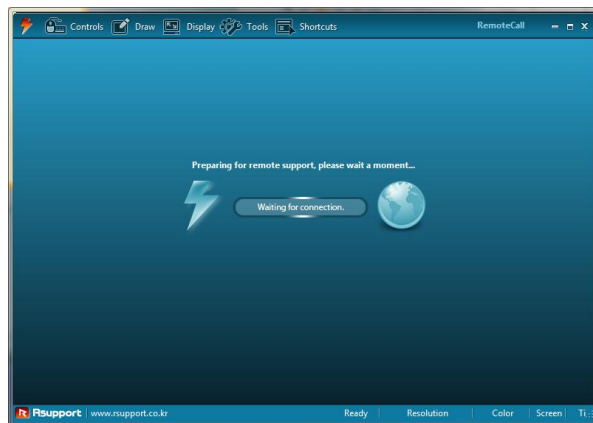 Controls Draw Display Tools Shortcuts RemoteCall
Preparing for remote support, please wait a moment...
Waiting for connection.
Rsupport www.rsupport.co.kr Ready Resolution Color Screen